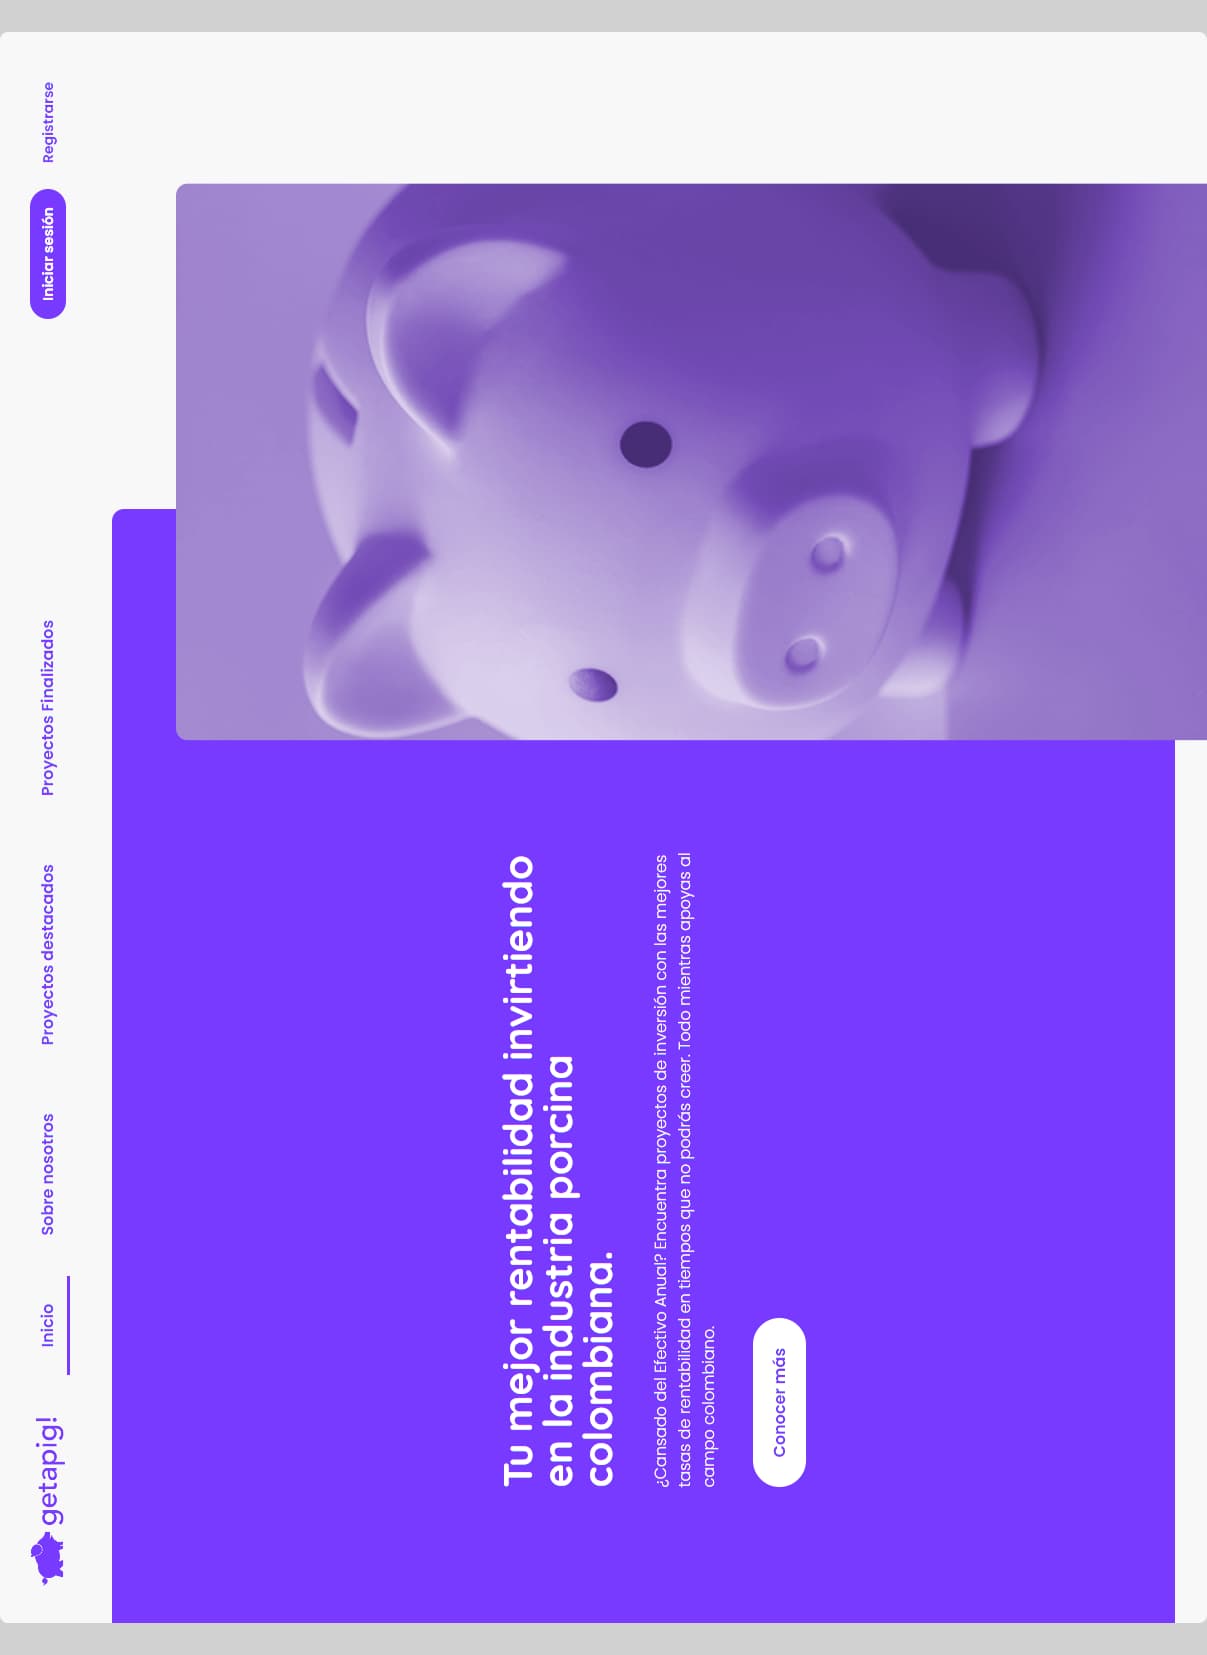 getapig!
Inicio
Sobre nosotros
Proyectos destacados
Proyectos Finalizados
Iniciar sesión
Registrarse
Tu mejor rentabilidad invirtiendo
en la industria porcina
colombiana.
¿Cansado del Efectivo Anual? Encuentra proyectos de inversión con las mejores
tasas de rentabilidad en tiempos que no podrás creer. Todo mientras apoyas al
campo colombiano.
Conocer más